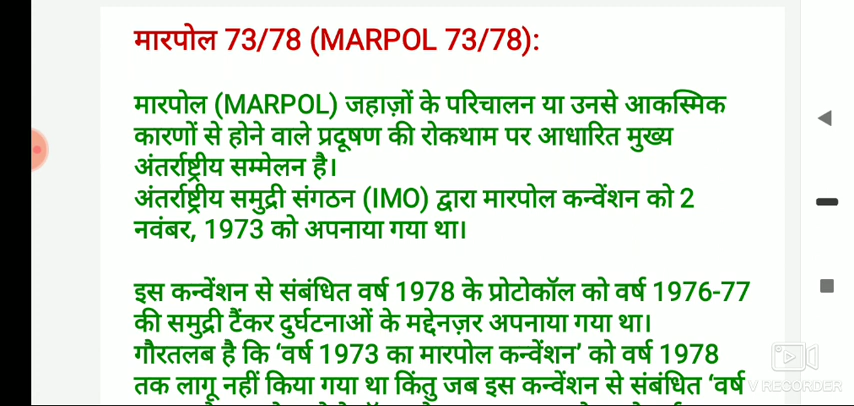 मारपोल 73/78 (MARPOL 73/78):
मारपोल (MARPOL) जहाज़ों के परिचालन या उनसे आकस्मिक
कारणों से होने वाले प्रदूषण की रोकथाम पर आधारित मुख्य
अंतर्राष्ट्रीय सम्मेलन है।
अंतर्राष्ट्रीय समुद्री संगठन (IMO) द्वारा मारपोल कन्वेंशन को 2
नवंबर, 1973 को अपनाया गया था।
इस कन्वेंशन से संबंधित वर्ष 1978 के प्रोटोकॉल को वर्ष 1976-77
की समुद्री टैंकर दुर्घटनाओं के मद्देनज़र अपनाया गया था।
गौरतलब है कि ‘वर्ष 1973 का मारपोल कन्वेंशन’ को वर्ष 1978
तक लागू नहीं किया गया था किंतु जब इस कन्वेंशन से संबंधित ‘वर्ष
V RECORDER